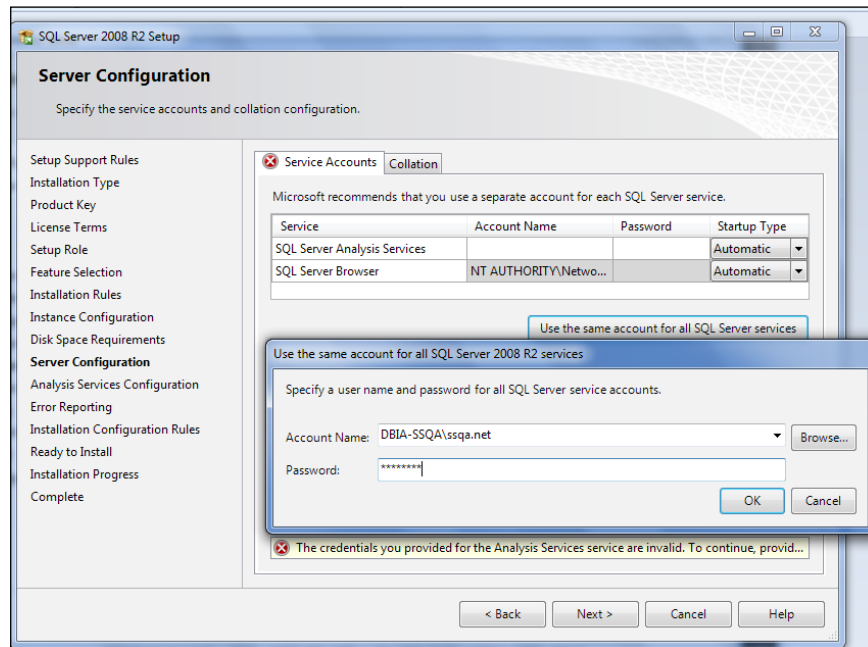 SQL Server 2008 R2 Setup
Server Configuration
Specify the service accounts and collation configuration.
Setup Support Rules
Installation Type
Product Key
License Terms
Setup Role
Feature Selection
Installation Rules
Instance Configuration
Disk Space Requirements
Server Configuration
Analysis Services Configuration
Error Reporting
Installation Configuration Rules
Ready to Install
Installation Progress
Complete
Service Accounts Collation
Microsoft recommends that you use a separate account for each SQL Server service.
Service Account Name Password Startup Type
SQL Server Analysis Services Automatic
SQL Server Browser NT AUTHORITY\Netwo... Automatic
Use the same account for all SQL Server services
Use the same account for all SQL Server 2008 R2 services
Specify a user name and password for all SQL Server service accounts.
Account Name: DBIA-SSQA\ssqa.net Browse...
Password: ********
OK Cancel
The credentials you provided for the Analysis Services service are invalid. To continue, provid...
< Back Next > Cancel Help